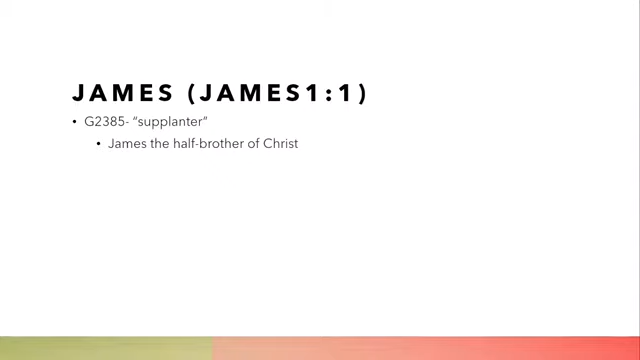 JAMES (JAMES1:1)
• G2385- “supplanter”
• James the half-brother of Christ